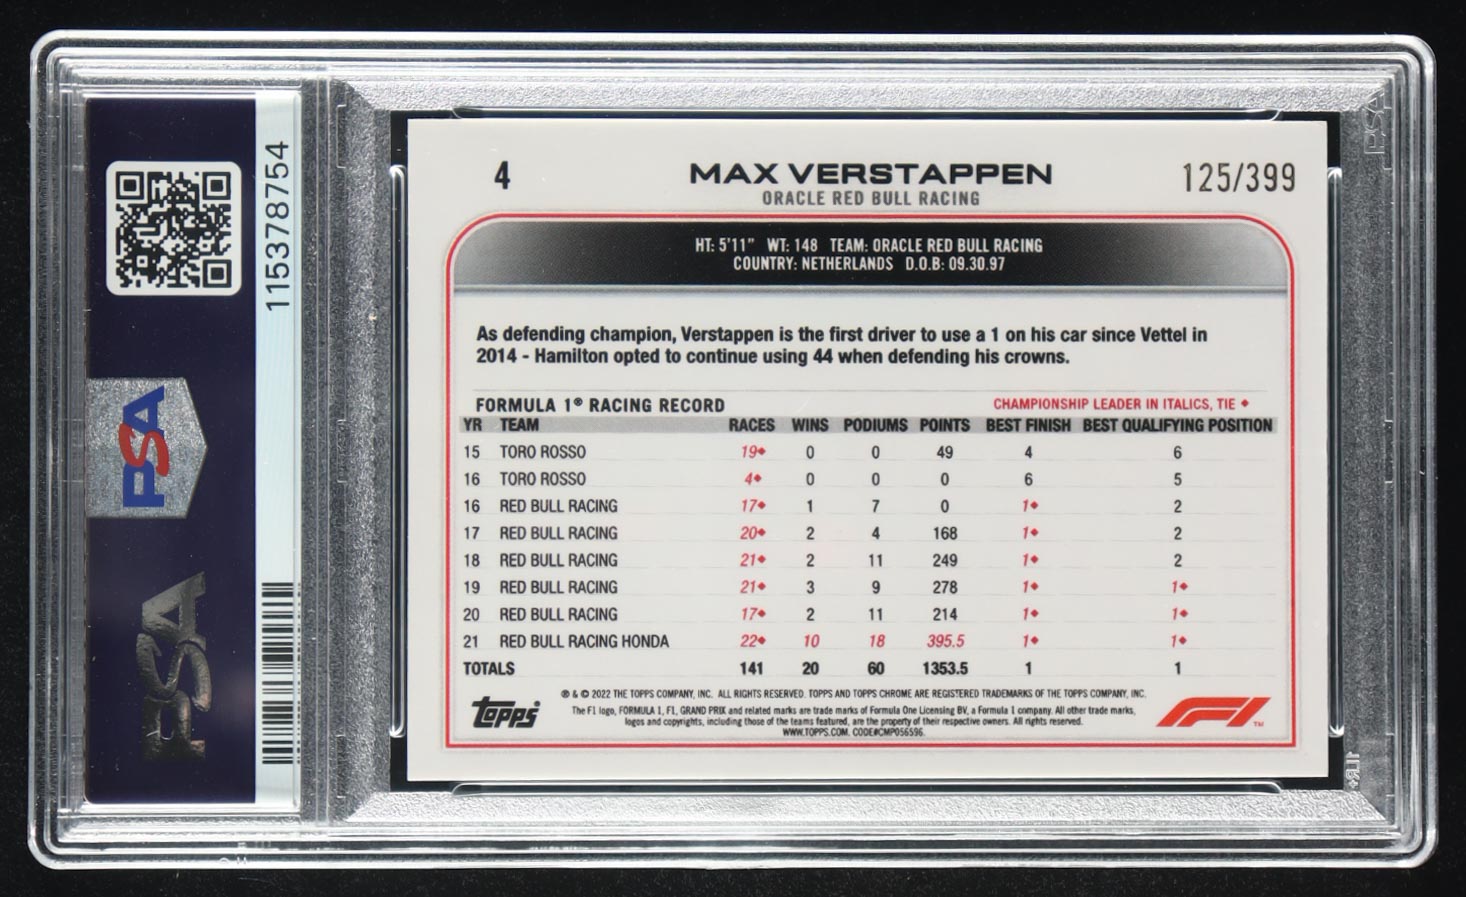 115378754
PSA
PSA
4 MAX VERSTAPPEN 125/399
ORACLE RED BULL RACING
HT: 5'11" WT: 148 TEAM: ORACLE RED BULL RACING
COUNTRY: NETHERLANDS D.O.B: 09.30.97
As defending champion, Verstappen is the first driver to use a 1 on his car since Vettel in
2014 - Hamilton opted to continue using 44 when defending his crowns.
FORMULA 1® RACING RECORD CHAMPIONSHIP LEADER IN ITALICS, TIE ◆
YR TEAM RACES WINS PODIUMS POINTS BEST FINISH BEST QUALIFYING POSITION
15 TORO ROSSO 19◆ 0 0 49 4 6
16 TORO ROSSO 4◆ 0 0 0 6 5
16 RED BULL RACING 17◆ 1 7 0 1◆ 2
17 RED BULL RACING 20◆ 2 4 168 1◆ 2
18 RED BULL RACING 21◆ 2 11 249 1◆ 2
19 RED BULL RACING 21◆ 3 9 278 1◆ 1◆
20 RED BULL RACING 17◆ 2 11 214 1◆ 1◆
21 RED BULL RACING HONDA 22◆ 10 18 395.5 1◆ 1◆
TOTALS 141 20 60 1353.5 1 1
® & © 2022 THE TOPPS COMPANY, INC. ALL RIGHTS RESERVED. TOPPS AND TOPPS CHROME ARE REGISTERED TRADEMARKS OF THE TOPPS COMPANY, INC.
The F1 logo, FORMULA 1, F1, GRAND PRIX and related marks are trade marks of Formula One Licensing BV, a Formula 1 company. All other trade marks,
logos and copyrights, including those of the teams featured, are the property of their respective owners. All rights reserved.
WWW.TOPPS.COM. CODE#CMP056596.
Topps
F1 ™
PSA